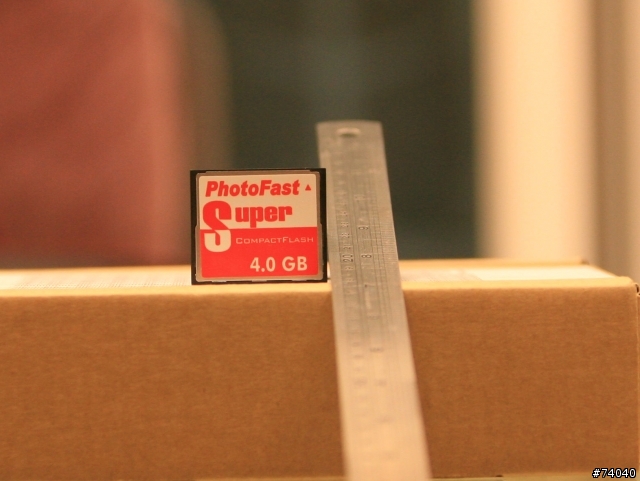 PhotoFast
Super
CompactFlash
4.0 GB
#74040